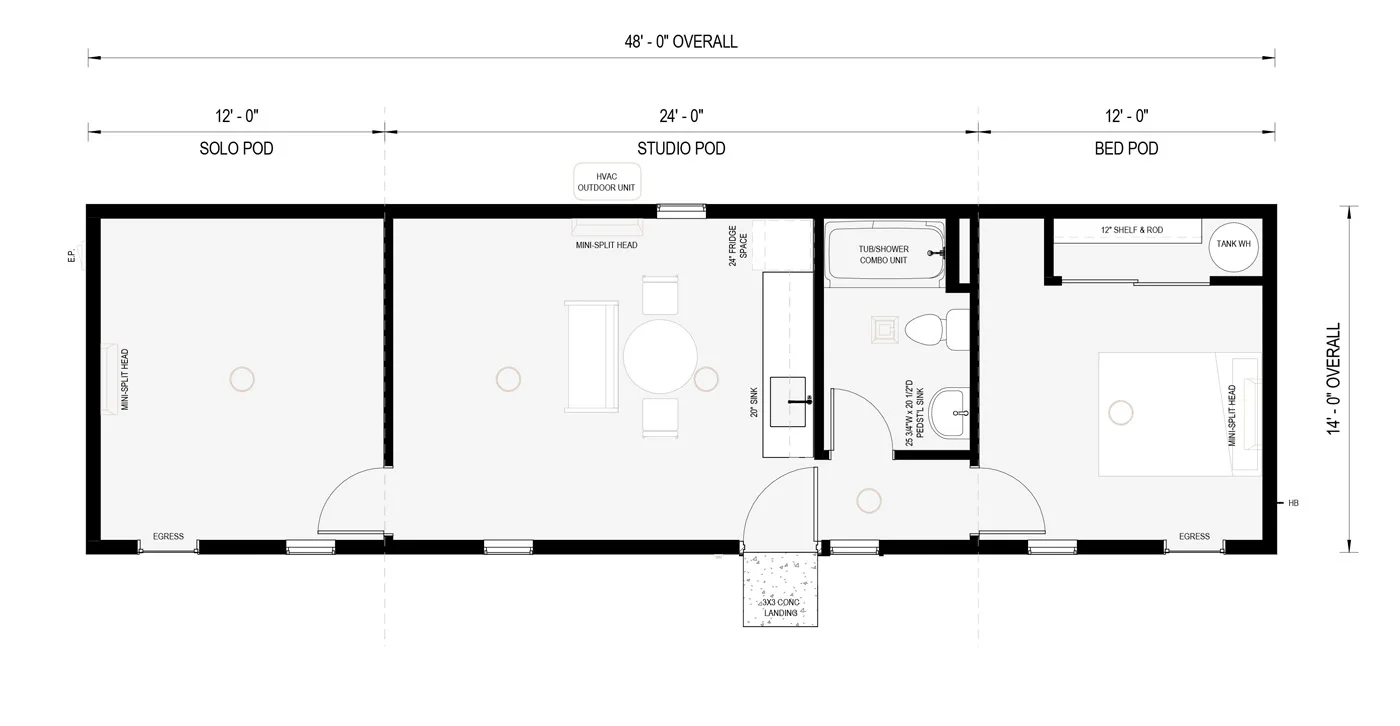 48' - 0" OVERALL
12' - 0"
24' - 0"
12' - 0"
SOLO POD
STUDIO POD
BED POD
HVAC
OUTDOOR UNIT
MINI-SPLIT HEAD
24" FRIDGE
SPACE
TUB/SHOWER
COMBO UNIT
12" SHELF & ROD
TANK WH
E.P.
MINI-SPLIT HEAD
20" SINK
25 3/4"W x 20 1/2"D
PEDST'L SINK
MINI-SPLIT HEAD
14' - 0" OVERALL
HB
EGRESS
EGRESS
3X3 CONC
LANDING